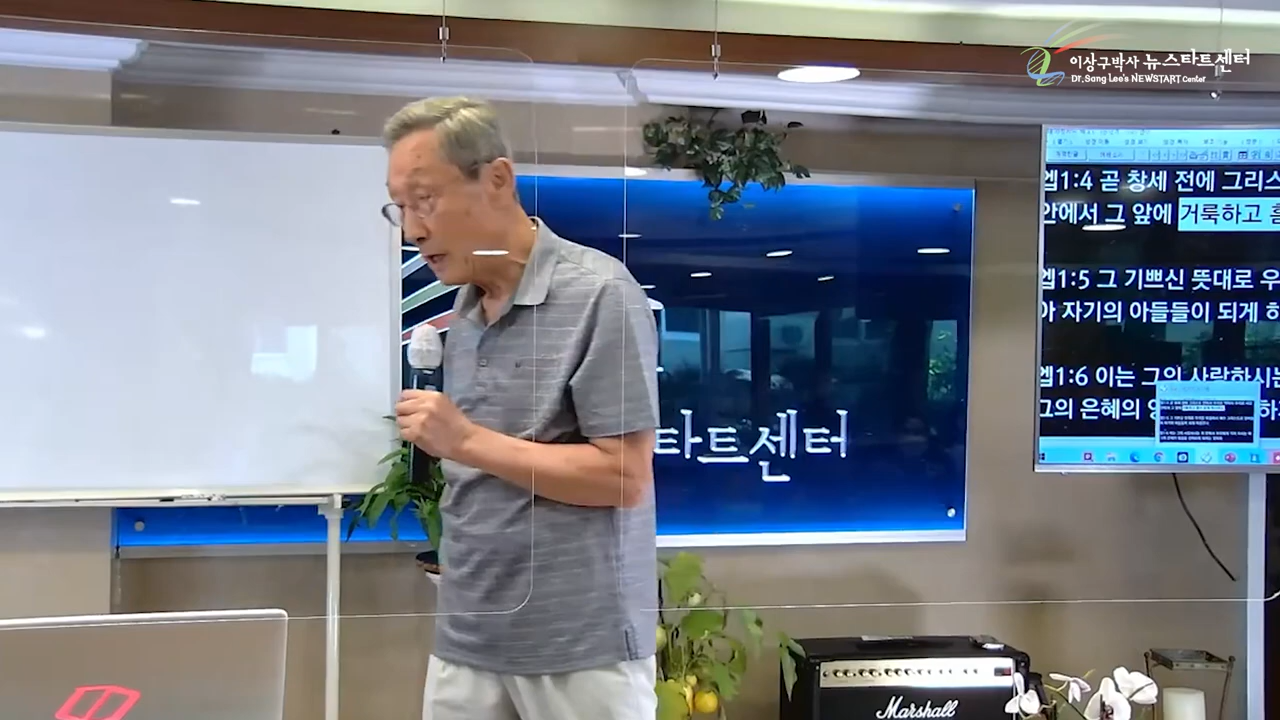 이상구박사 뉴스타트센터
Dr. Sang Lee's NEWSTART Center
엡1:4 곧 창세 전에 그리스
안에서 그 앞에 거룩하고 흠
엡1:5 그 기쁘신 뜻대로 우
아 자기의 아들들이 되게 하
엡1:6 이는 그의 사랑하시는
그의 은혜의
타트센터
Marshall